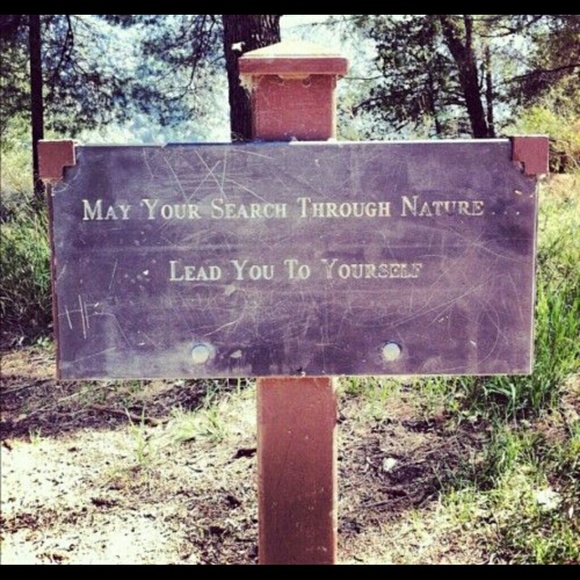 May Your Search Through Nature . . .
Lead You To Yourself